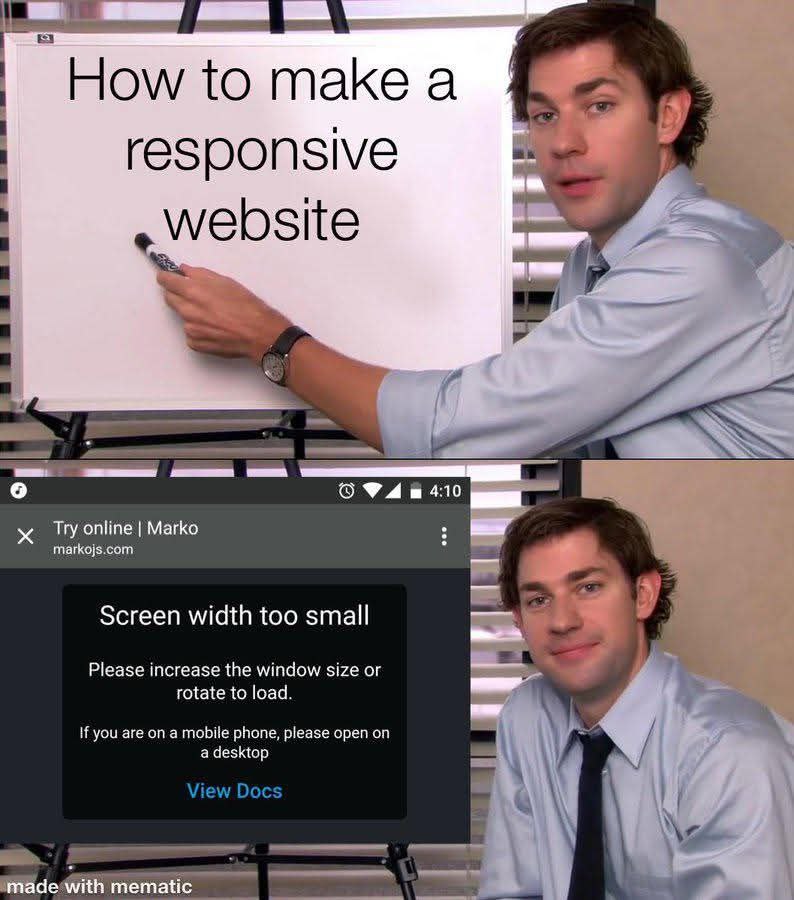 How to make a
responsive
website
4:10
Try online | Marko
markojs.com
Screen width too small
Please increase the window size or
rotate to load.
If you are on a mobile phone, please open on
a desktop
View Docs
made with mematic